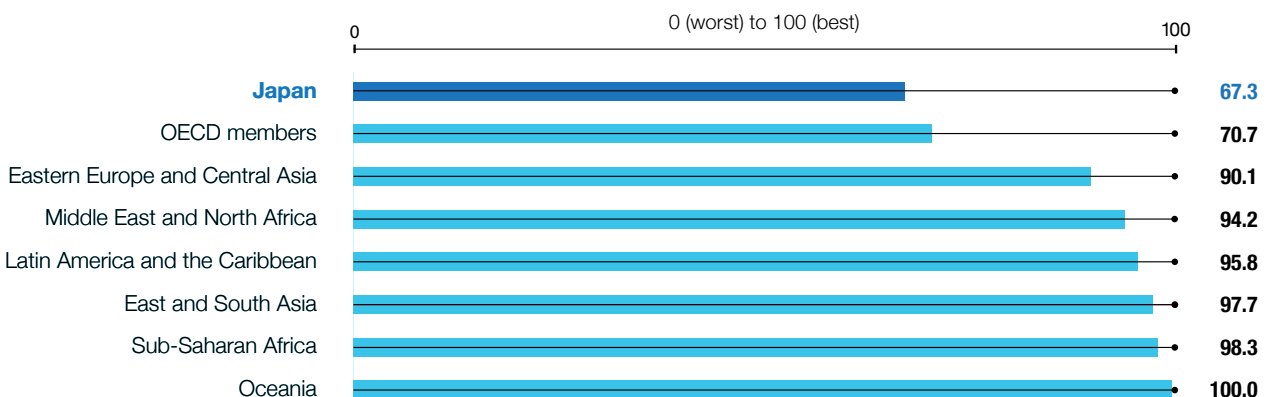 0 (worst) to 100 (best)
0 100
Japan 67.3
OECD members 70.7
Eastern Europe and Central Asia 90.1
Middle East and North Africa 94.2
Latin America and the Caribbean 95.8
East and South Asia 97.7
Sub-Saharan Africa 98.3
Oceania 100.0